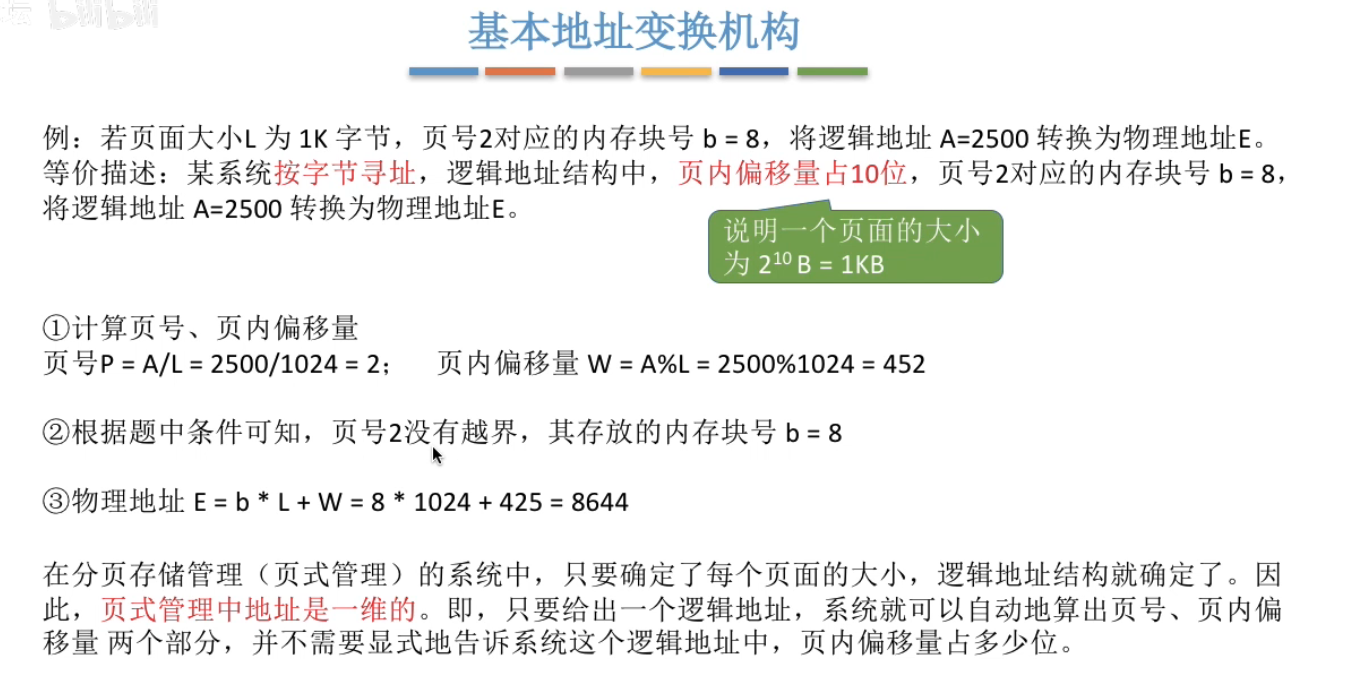 坛 bilibili
基本地址变换机构
例：若页面大小L 为 1K 字节，页号2对应的内存块号 b = 8，将逻辑地址 A=2500 转换为物理地址E。
等价描述：某系统按字节寻址，逻辑地址结构中，页内偏移量占10位，页号2对应的内存块号 b = 8，
将逻辑地址 A=2500 转换为物理地址E。
说明一个页面的大小
为 2¹⁰ B = 1KB
①计算页号、页内偏移量
页号P = A/L = 2500/1024 = 2； 页内偏移量 W = A%L = 2500%1024 = 452
②根据题中条件可知，页号2没有越界，其存放的内存块号 b = 8
③物理地址 E = b * L + W = 8 * 1024 + 425 = 8644
在分页存储管理（页式管理）的系统中，只要确定了每个页面的大小，逻辑地址结构就确定了。因
此，页式管理中地址是一维的。即，只要给出一个逻辑地址，系统就可以自动地算出页号、页内偏
移量 两个部分，并不需要显式地告诉系统这个逻辑地址中，页内偏移量占多少位。